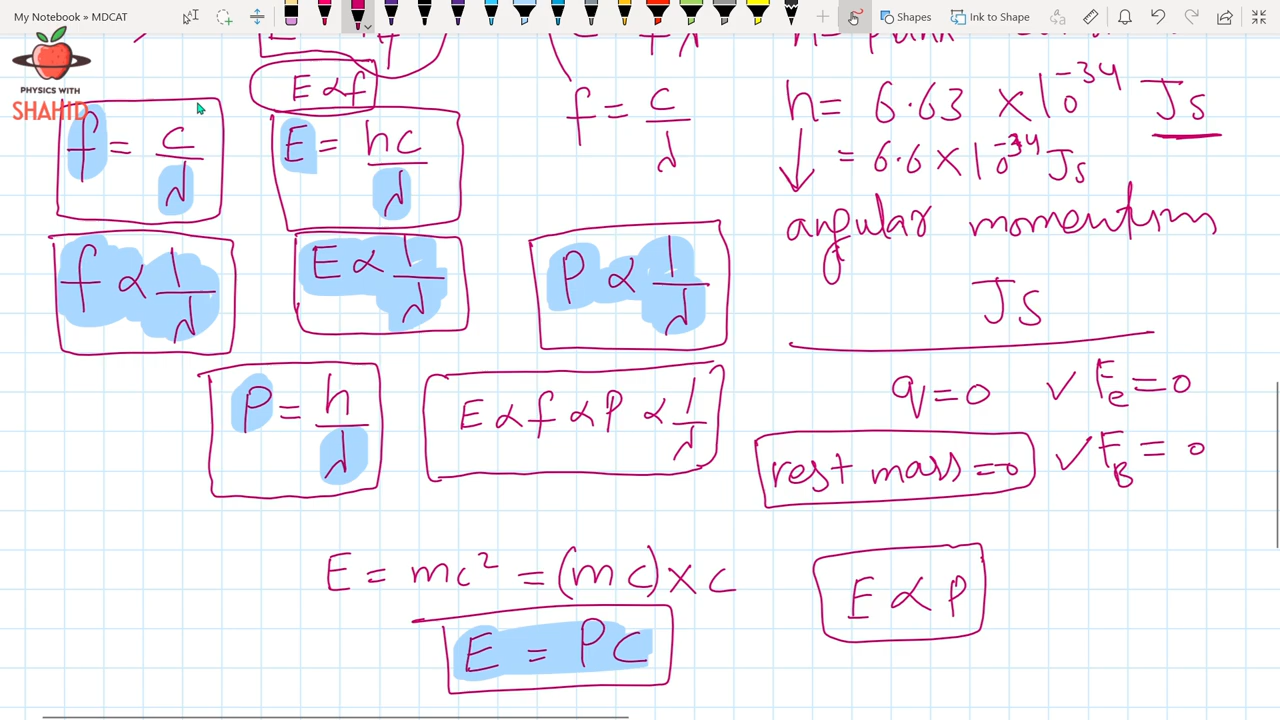 My Notebook » MDCAT
Shapes
Ink to Shape
PHYSICS WITH
SHAHID
E ∝ f
f = c/λ
E = hc/λ
f = c/λ
h = 6.63 × 10⁻³⁴ Js
= 6.6 × 10⁻³⁴ Js
angular momentum
Js
f ∝ 1/λ
E ∝ 1/λ
P ∝ 1/λ
P = h/λ
E ∝ f ∝ P ∝ 1/λ
q = 0 ✓ Fe = 0
rest mass = 0 ✓ FB = 0
E = mc² = (mc) × c
E = PC
E ∝ P